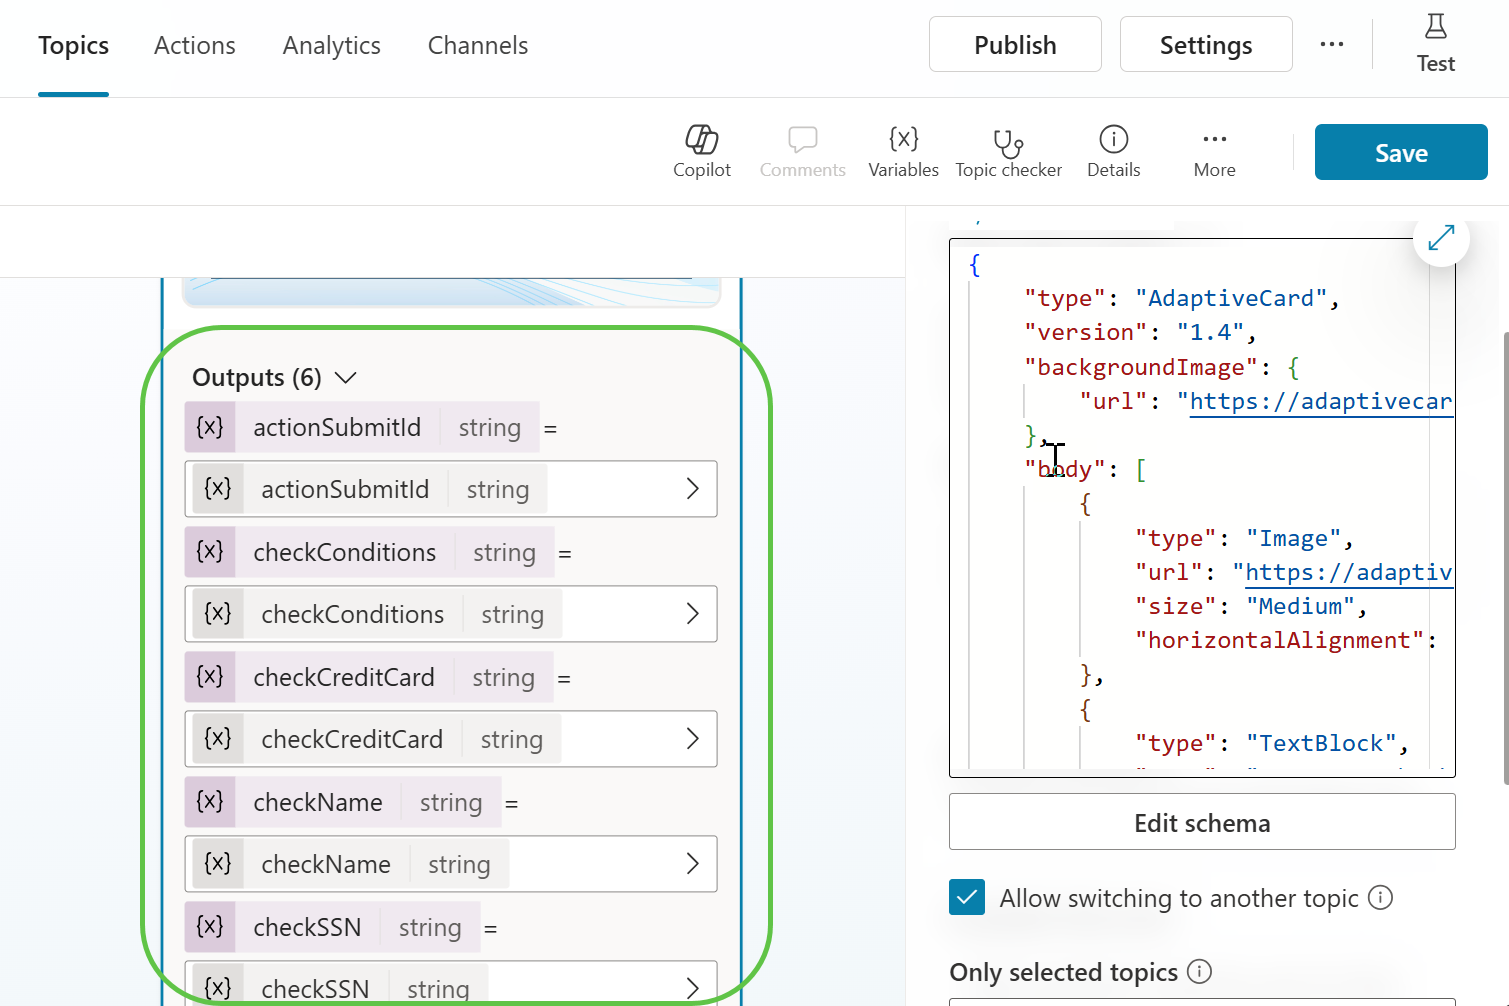 Topics Actions Analytics Channels Publish Settings ... Test
Copilot Comments {x} Variables Topic checker Details ... More Save
Outputs (6)
{x} actionSubmitId string =
{x} actionSubmitId string
{x} checkConditions string =
{x} checkConditions string
{x} checkCreditCard string =
{x} checkCreditCard string
{x} checkName string =
{x} checkName string
{x} checkSSN string =
{x} checkSSN string
{
"type": "AdaptiveCard",
"version": "1.4",
"backgroundImage": {
"url": "https://adaptivecar
},
"body": [
{
"type": "Image",
"url": "https://adaptiv
"size": "Medium",
"horizontalAlignment":
},
{
"type": "TextBlock",
Edit schema
Allow switching to another topic
Only selected topics